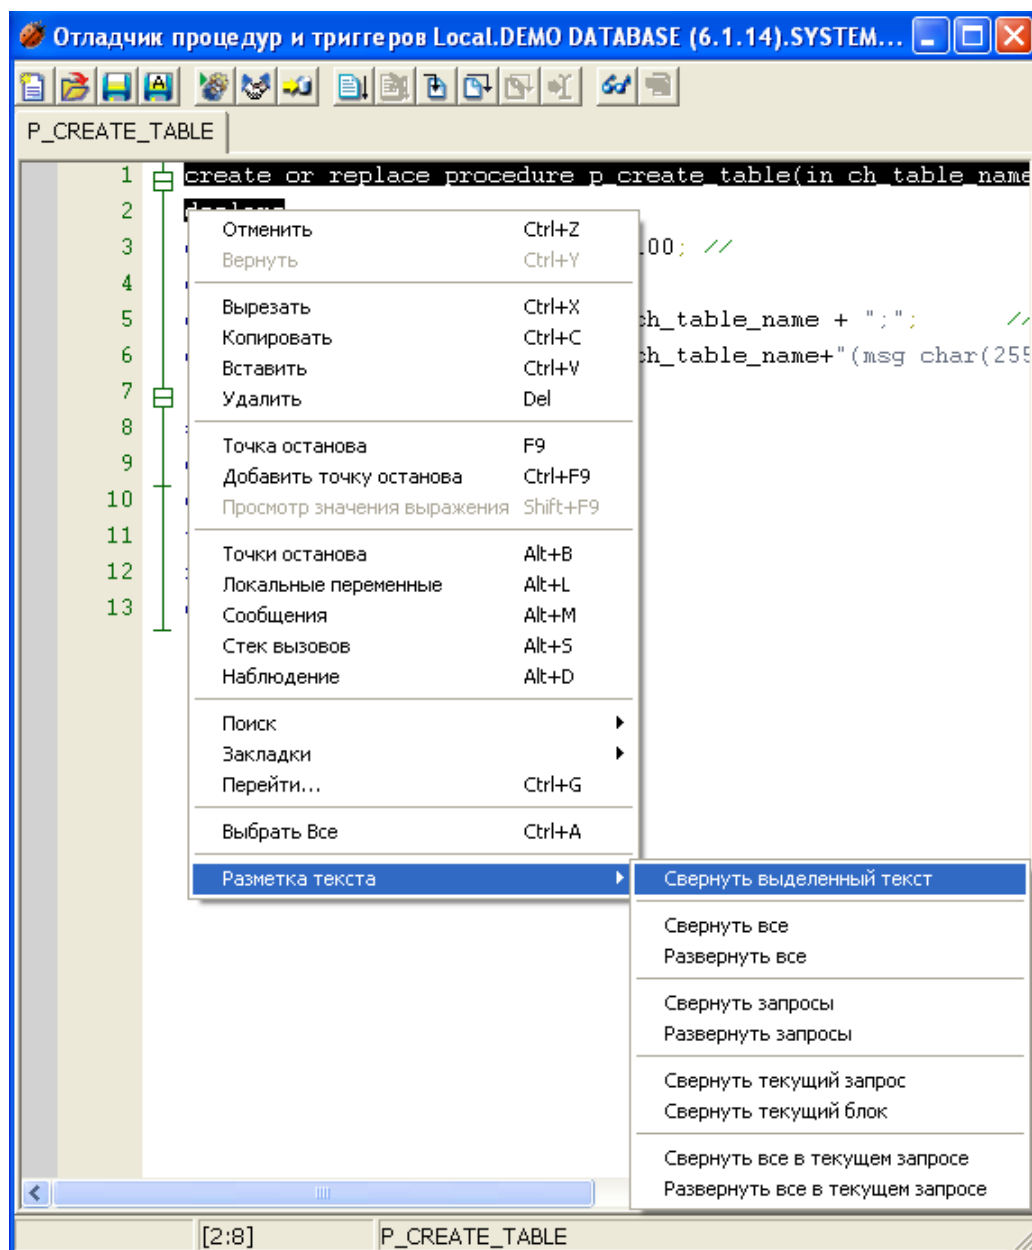 Отладчик процедур и триггеров Local.DEMO DATABASE (6.1.14).SYSTEM...
P_CREATE_TABLE
1 create or replace procedure p_create_table(in ch_table_name
2
3 00; //
4
5 ch_table_name + ";"; //
6 ch_table_name+"(msg char(255
7
8
9
10
11
12
13
Отменить Ctrl+Z
Вернуть Ctrl+Y
Вырезать Ctrl+X
Копировать Ctrl+C
Вставить Ctrl+V
Удалить Del
Точка останова F9
Добавить точку останова Ctrl+F9
Просмотр значения выражения Shift+F9
Точки останова Alt+B
Локальные переменные Alt+L
Сообщения Alt+M
Стек вызовов Alt+S
Наблюдение Alt+D
Поиск
Закладки
Перейти... Ctrl+G
Выбрать Все Ctrl+A
Разметка текста
Свернуть выделенный текст
Свернуть все
Развернуть все
Свернуть запросы
Развернуть запросы
Свернуть текущий запрос
Свернуть текущий блок
Свернуть все в текущем запросе
Развернуть все в текущем запросе
[2:8] P_CREATE_TABLE